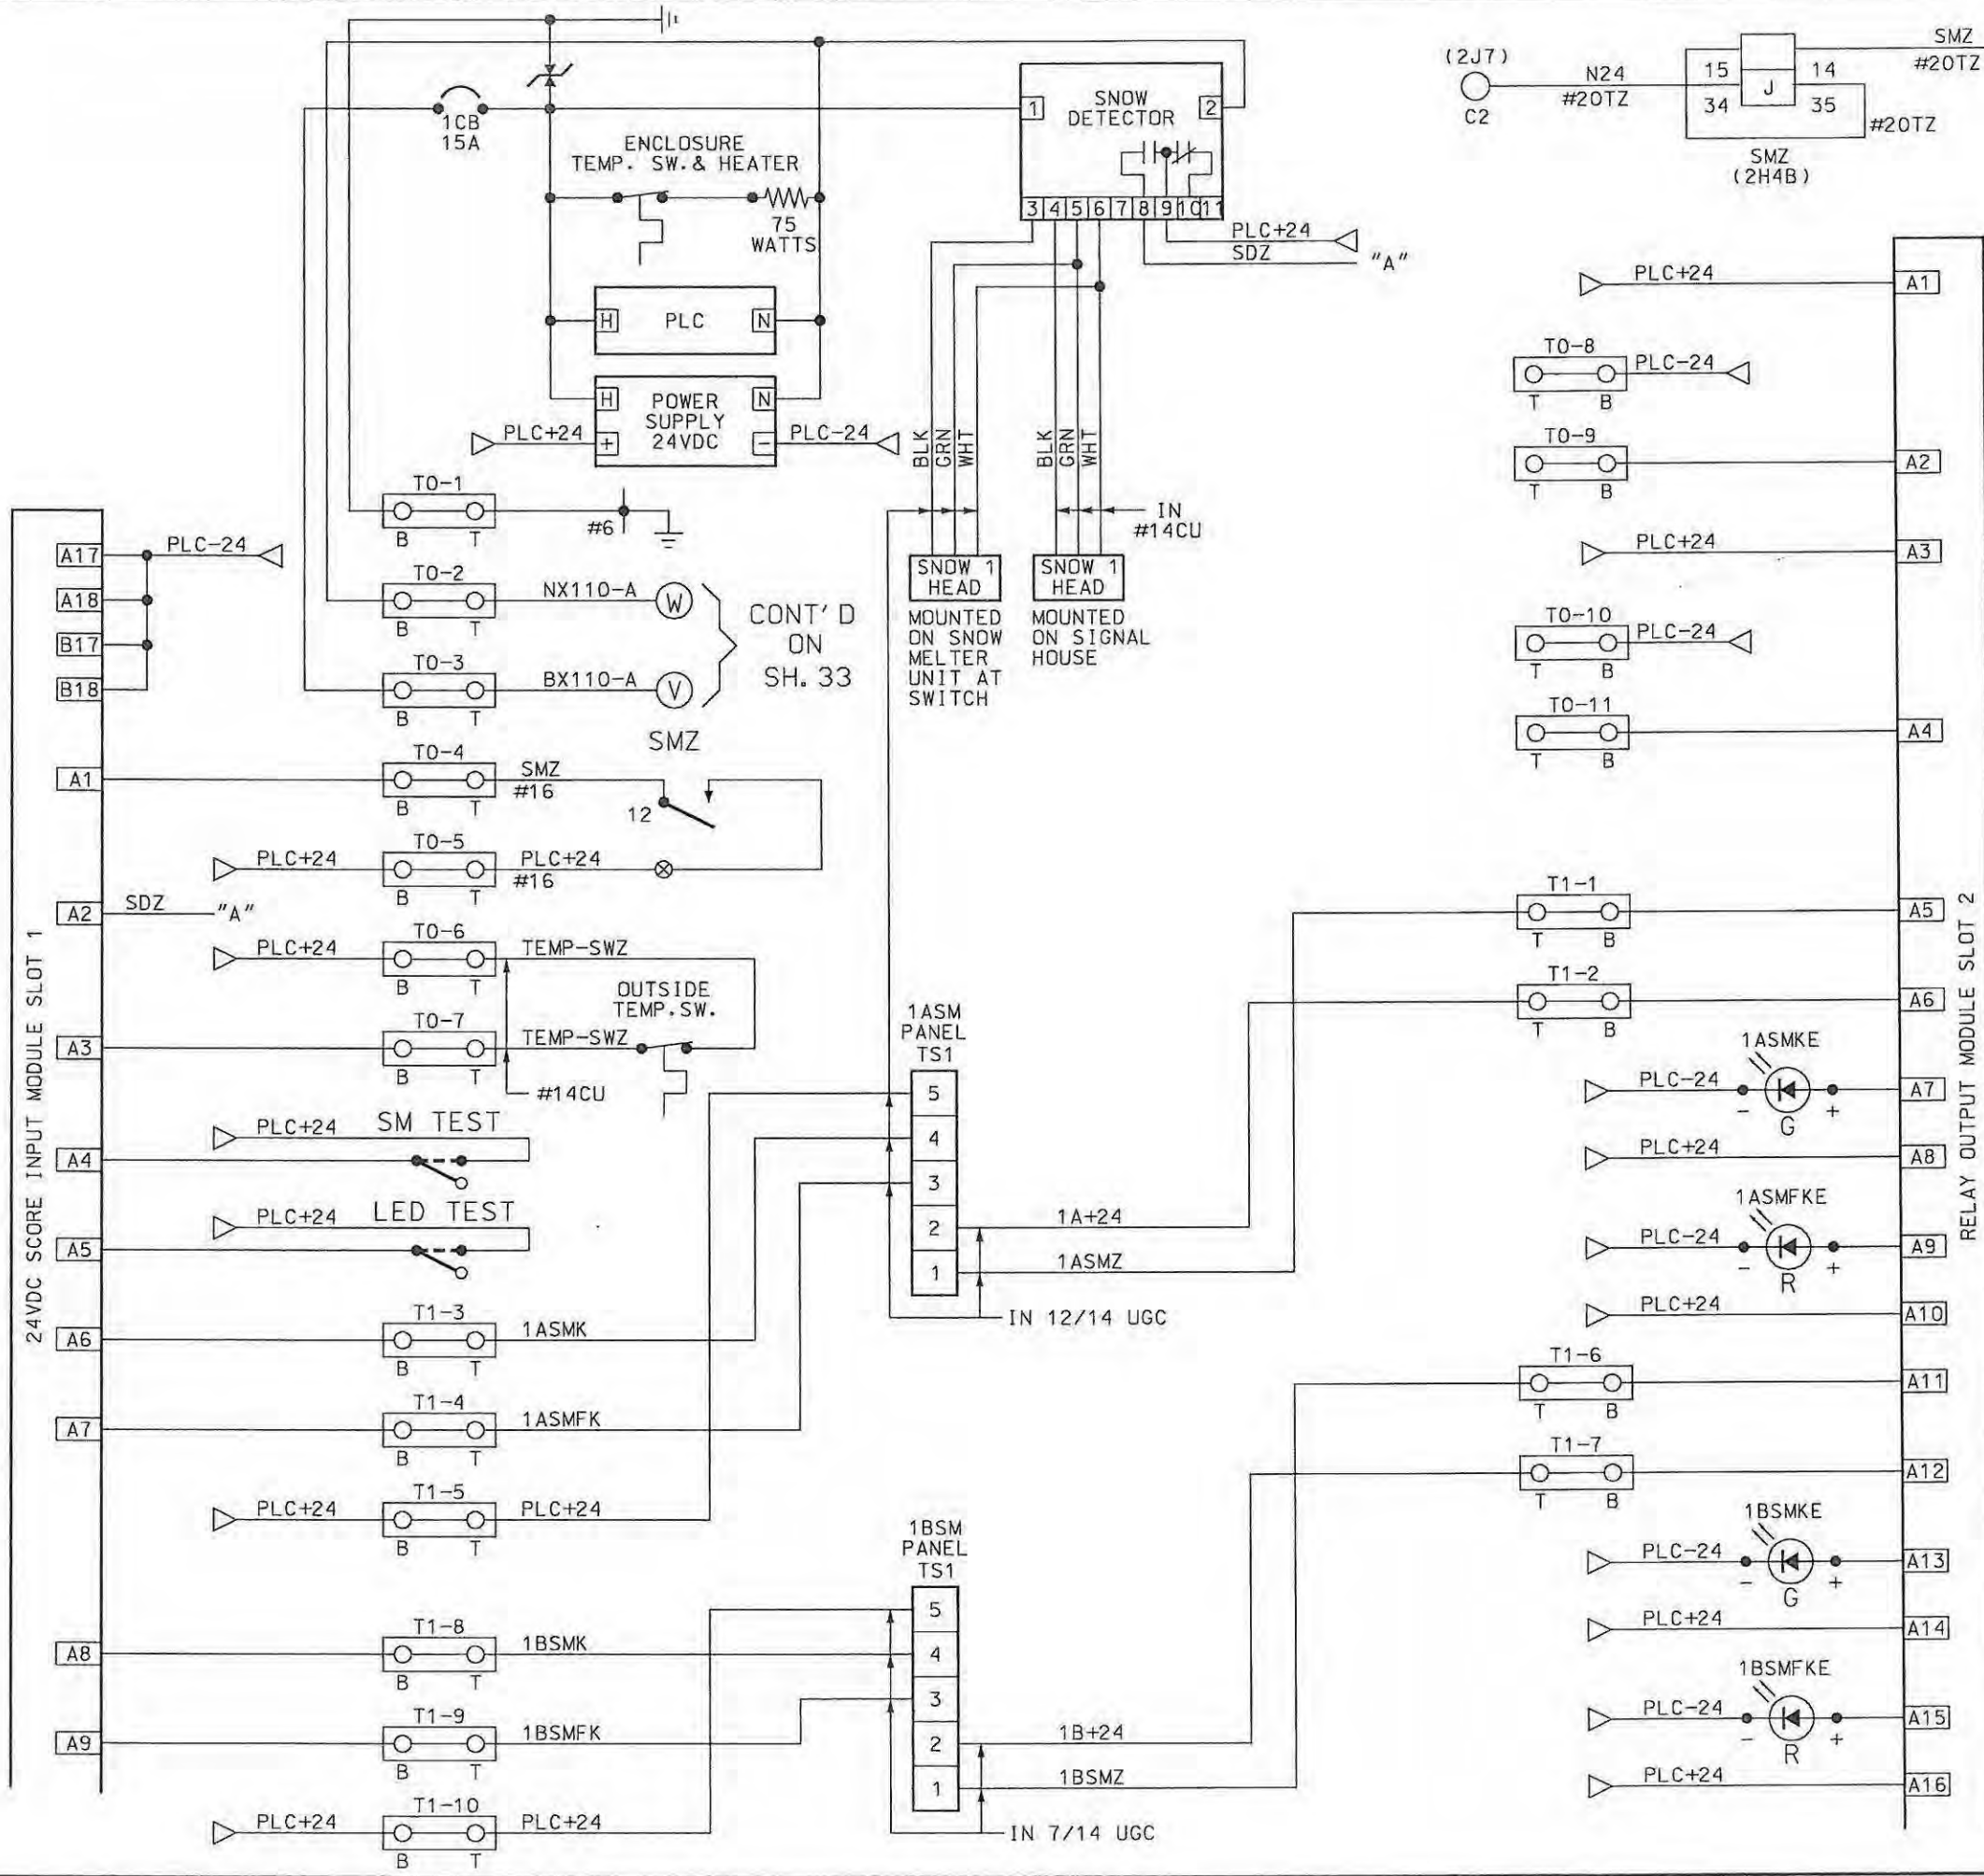 1CB
15A
ENCLOSURE
TEMP. SW.& HEATER
75
WATTS
H PLC N
H POWER N
SUPPLY
24VDC
+ -
PLC+24
PLC-24
SNOW
DETECTOR
1 2
3 4 5 6 7 8 9 10 11
PLC+24
SDZ "A"
BLK
GRN
WHT
BLK
GRN
WHT
IN
#14CU
SNOW 1
HEAD
MOUNTED
ON SNOW
MELTER
UNIT AT
SWITCH
SNOW 1
HEAD
MOUNTED
ON SIGNAL
HOUSE
(2J7)
C2
N24
#20TZ
15 14
J
34 35
SMZ
#20TZ
#20TZ
SMZ
(2H4B)
24VDC SCORE INPUT MODULE SLOT 1
A17 PLC-24
A18
B17
B18
T0-1
B T
#6
T0-2
B T
NX110-A W
T0-3
B T
BX110-A V
CONT'D
ON
SH. 33
A1
T0-4
B T
SMZ
#16
SMZ
12
PLC+24
T0-5
B T
PLC+24
#16
A2 SDZ "A"
PLC+24
T0-6
B T
TEMP-SWZ
OUTSIDE
TEMP.SW.
A3
T0-7
B T
TEMP-SWZ
#14CU
PLC+24 SM TEST
A4
PLC+24 LED TEST
A5
A6
T1-3
B T
1ASMK
A7
T1-4
B T
1ASMFK
PLC+24
T1-5
B T
PLC+24
A8
T1-8
B T
1BSMK
A9
T1-9
B T
1BSMFK
PLC+24
T1-10
B T
PLC+24
1ASM
PANEL
TS1
5
4
3
2
1
1A+24
1ASMZ
IN 12/14 UGC
1BSM
PANEL
TS1
5
4
3
2
1
1B+24
1BSMZ
IN 7/14 UGC
RELAY OUTPUT MODULE SLOT 2
PLC+24 A1
T0-8
T B
PLC-24
T0-9
T B
A2
PLC+24 A3
T0-10
T B
PLC-24
T0-11
T B
A4
T1-1
T B
A5
T1-2
T B
A6
1ASMKE
PLC-24 A7
- +
G
PLC+24 A8
1ASMFKE
PLC-24 A9
- +
R
PLC+24 A10
T1-6
T B
A11
T1-7
T B
A12
1BSMKE
PLC-24 A13
- +
G
PLC+24 A14
1BSMFKE
PLC-24 A15
- +
R
PLC+24 A16